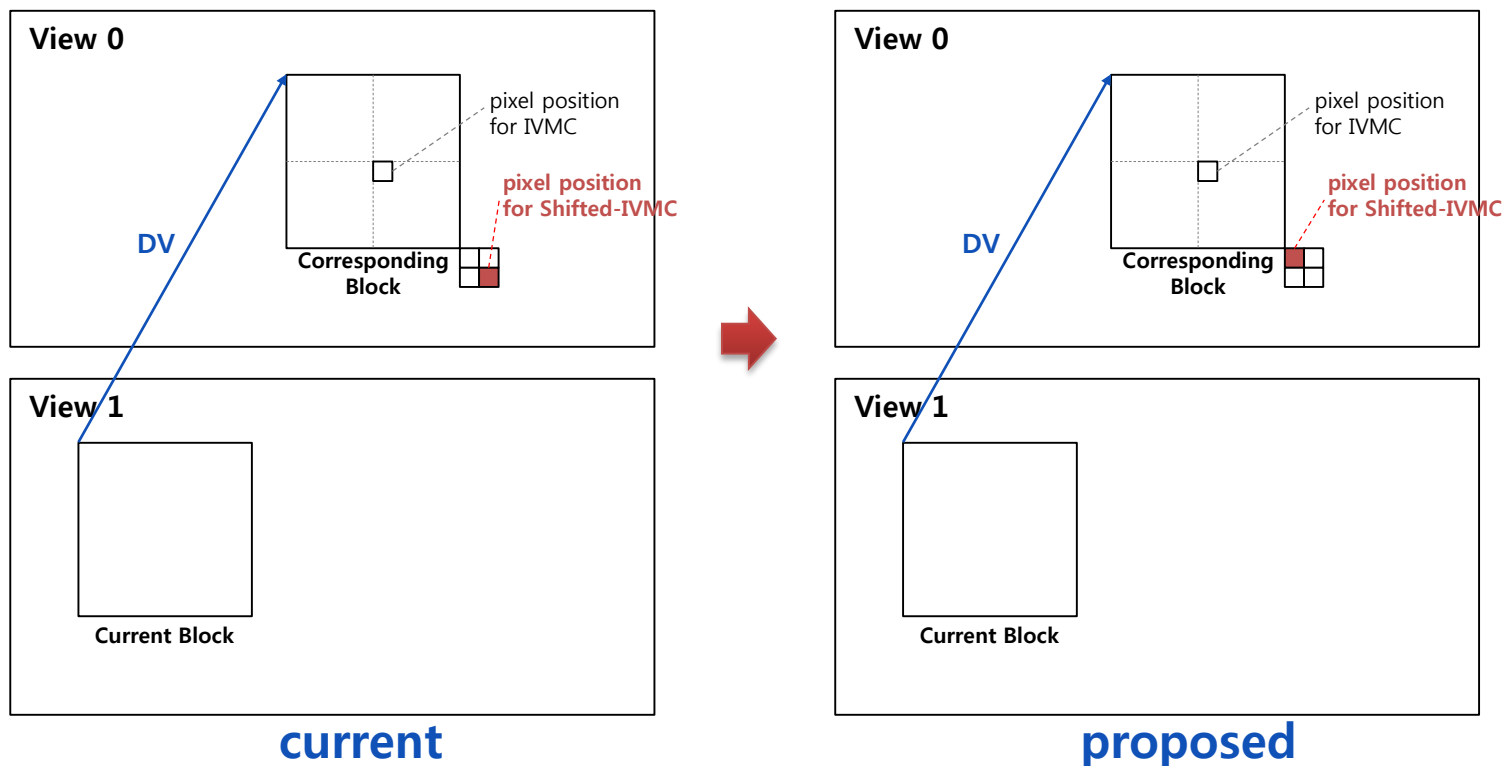 View 0
pixel position
for IVMC
pixel position
for Shifted-IVMC
DV
Corresponding
Block
View 1
Current Block
current
View 0
pixel position
for IVMC
pixel position
for Shifted-IVMC
DV
Corresponding
Block
View 1
Current Block
proposed